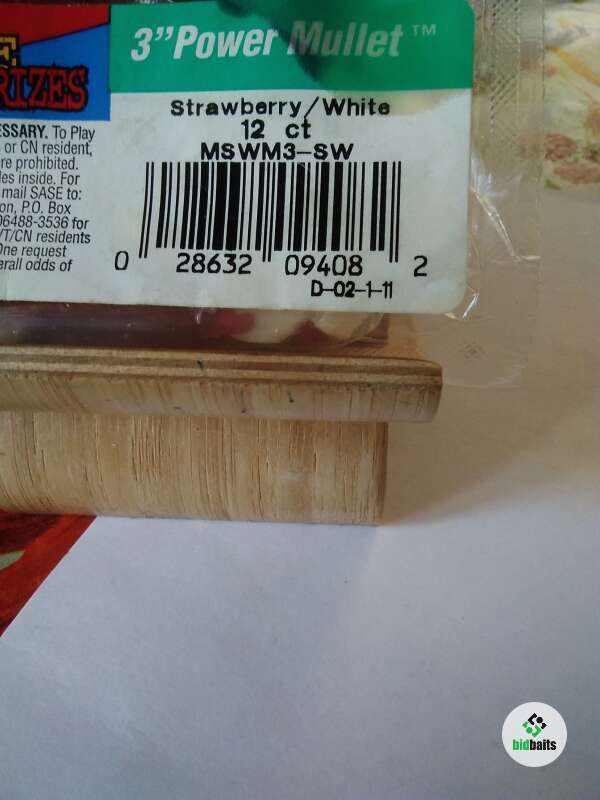 3" Power Mullet™
RIZES
Strawberry/White
12 ct
MSWM3-SW
ESSARY. To Play
s or CN resident,
re prohibited.
les inside. For
mail SASE to:
on, P.O. Box
06488-3536 for
VT/CN residents
One request
erall odds of
0 28632 09408 2
D-02-1-11
bidbaits